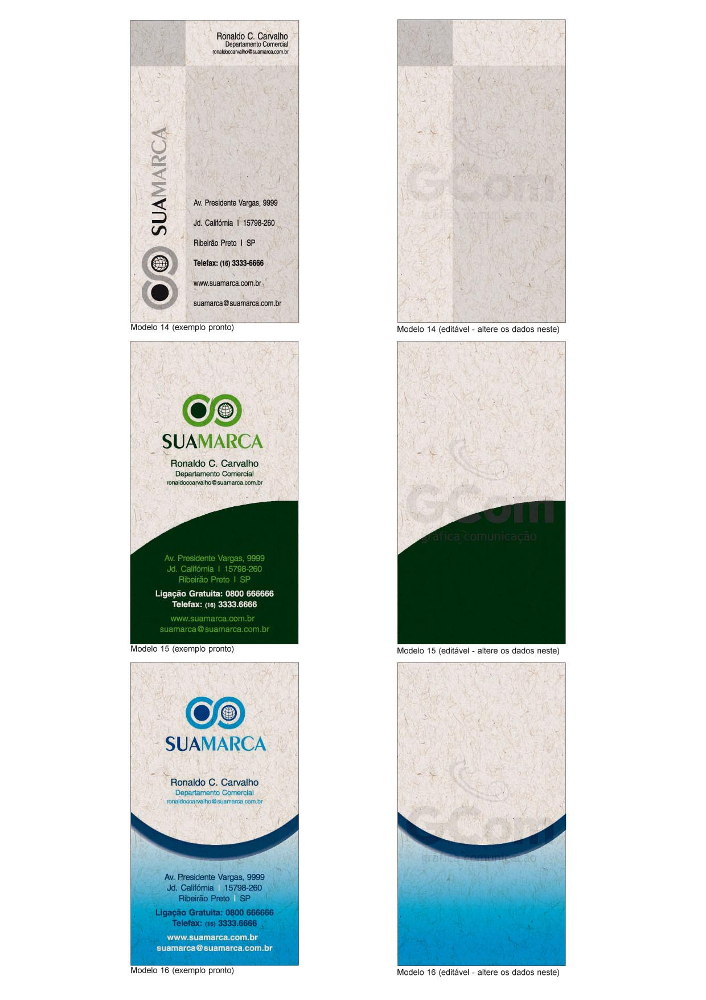 Ronaldo C. Carvalho
Departamento Comercial
ronaldoccarvalho@suamarca.com.br
SUAMARCA
Av. Presidente Vargas, 9999
Jd. Califórnia | 15798-260
Ribeirão Preto | SP
Telefax: (16) 3333-6666
www.suamarca.com.br
suamarca@suamarca.com.br
Modelo 14 (exemplo pronto)
GCom
gráfica comunicação
Modelo 14 (editável - altere os dados neste)
SUAMARCA
Ronaldo C. Carvalho
Departamento Comercial
ronaldoccarvalho@suamarca.com.br
Av. Presidente Vargas, 9999
Jd. Califórnia | 15798-260
Ribeirão Preto | SP
Ligação Gratuita: 0800 666666
Telefax: (16) 3333.6666
www.suamarca.com.br
suamarca@suamarca.com.br
Modelo 15 (exemplo pronto)
GCom
gráfica comunicação
Modelo 15 (editável - altere os dados neste)
SUAMARCA
Ronaldo C. Carvalho
Departamento Comercial
ronaldoccarvalho@suamarca.com.br
Av. Presidente Vargas, 9999
Jd. Califórnia | 15798-260
Ribeirão Preto | SP
Ligação Gratuita: 0800 666666
Telefax: (16) 3333.6666
www.suamarca.com.br
suamarca@suamarca.com.br
Modelo 16 (exemplo pronto)
GCom
gráfica comunicação
Modelo 16 (editável - altere os dados neste)